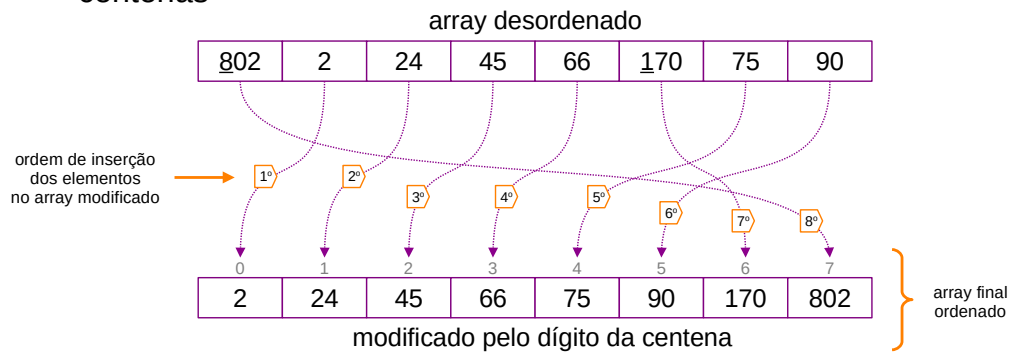 centenas
array desordenado
802 2 24 45 66 170 75 90
ordem de inserção
dos elementos
no array modificado
1º 2º 3º 4º 5º 6º 7º 8º
0 1 2 3 4 5 6 7
2 24 45 66 75 90 170 802
array final
ordenado
modificado pelo dígito da centena